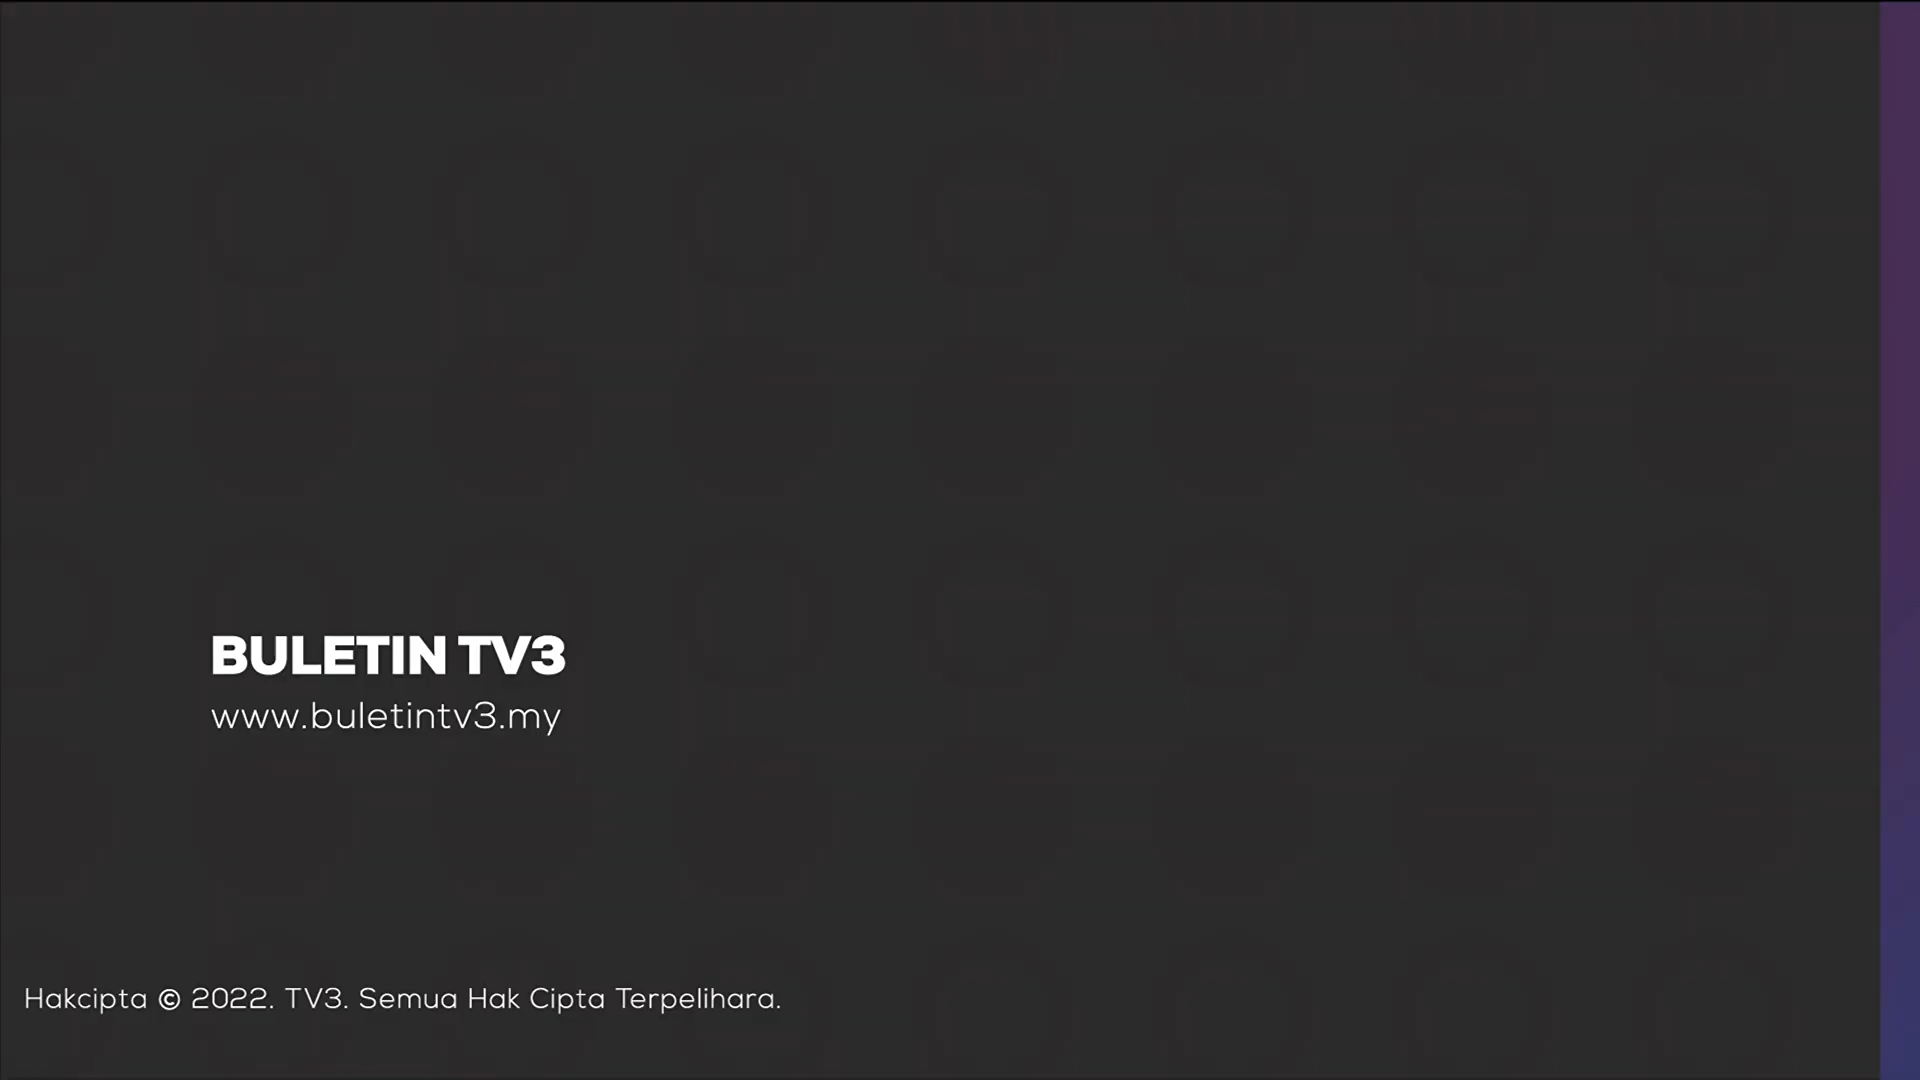 BULETIN TV3
www.buletintv3.my
Hakcipta © 2022. TV3. Semua Hak Cipta Terpelihara.